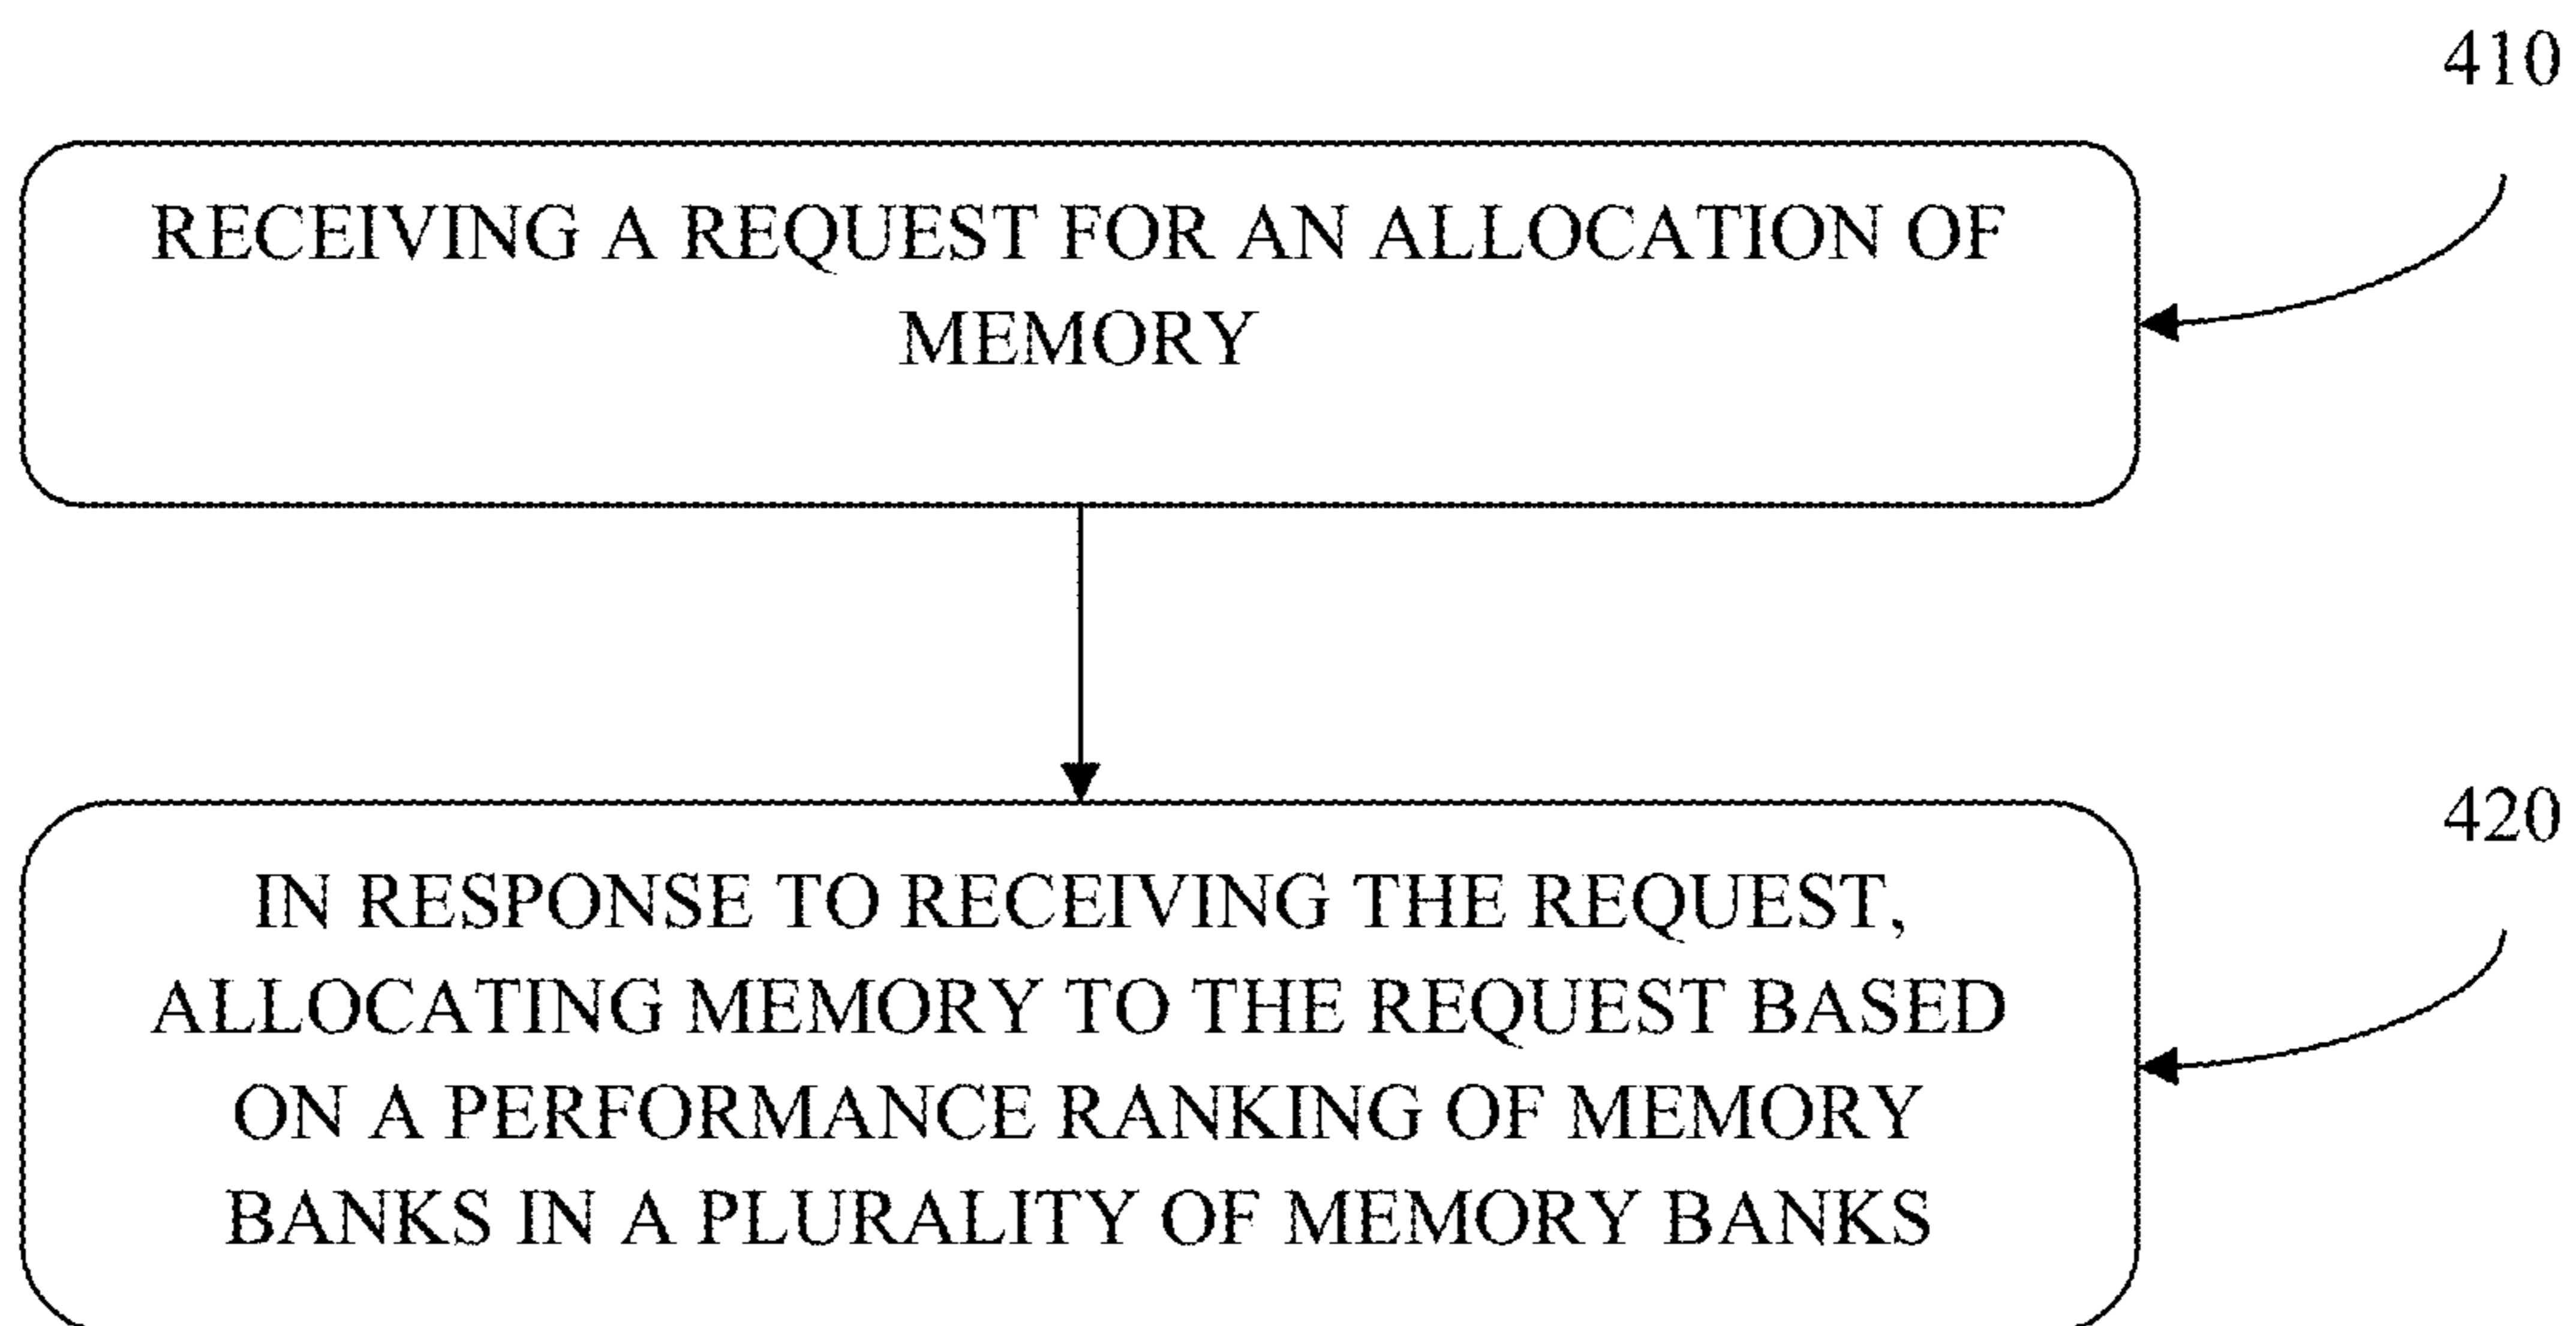 410
RECEIVING A REQUEST FOR AN ALLOCATION OF
MEMORY
420
IN RESPONSE TO RECEIVING THE REQUEST,
ALLOCATING MEMORY TO THE REQUEST BASED
ON A PERFORMANCE RANKING OF MEMORY
BANKS IN A PLURALITY OF MEMORY BANKS